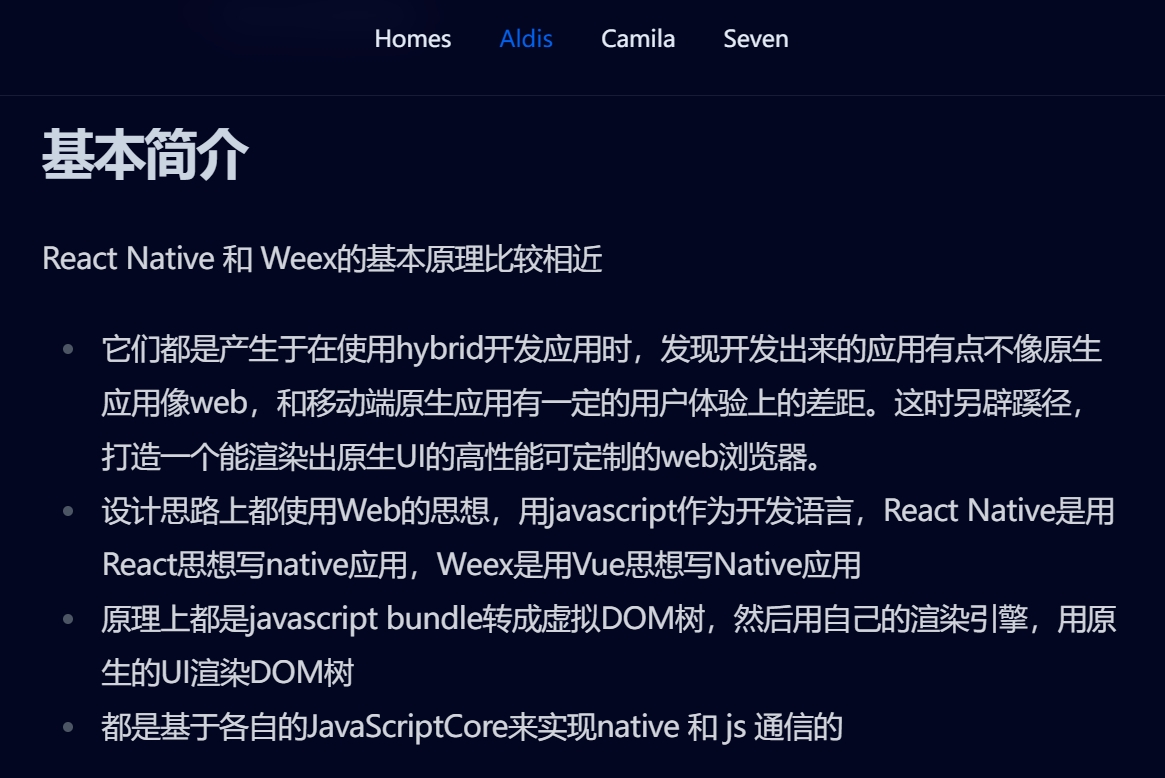 Homes Aldis Camila Seven
基本简介
React Native 和 Weex的基本原理比较相近
它们都是产生于在使用hybrid开发应用时，发现开发出来的应用有点不像原生
应用像web，和移动端原生应用有一定的用户体验上的差距。这时另辟蹊径，
打造一个能渲染出原生UI的高性能可定制的web浏览器。
设计思路上都使用Web的思想，用javascript作为开发语言，React Native是用
React思想写native应用，Weex是用Vue思想写Native应用
原理上都是javascript bundle转成虚拟DOM树，然后用自己的渲染引擎，用原
生的UI渲染DOM树
都是基于各自的JavaScriptCore来实现native 和 js 通信的